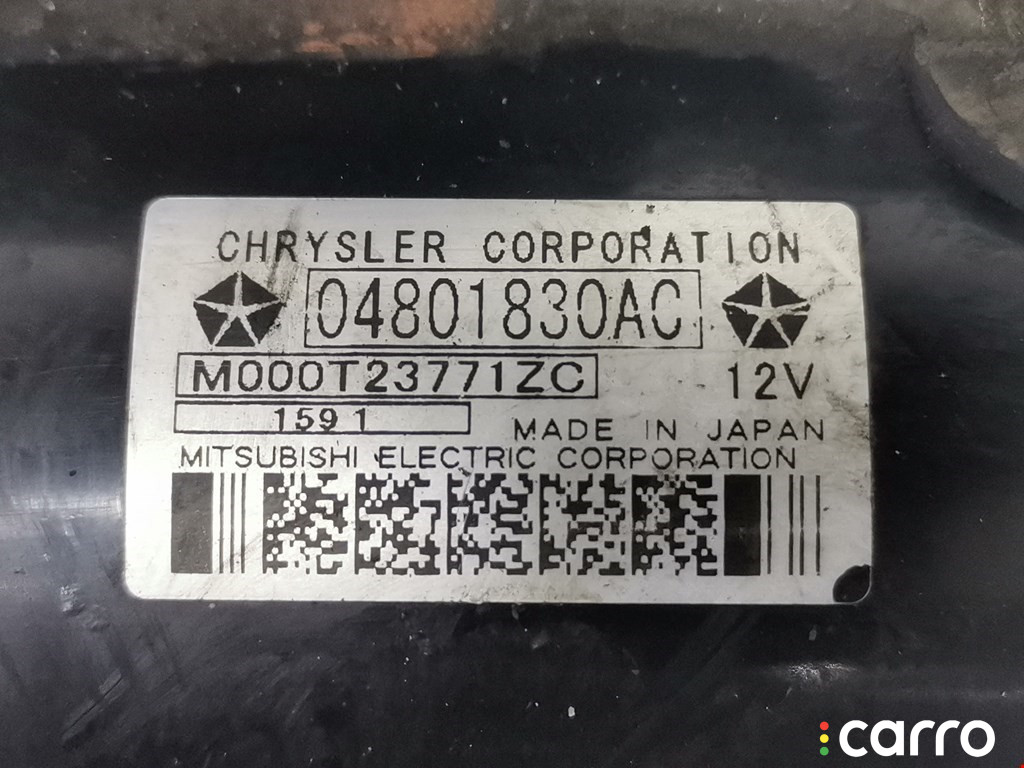 CHRYSLER CORPORATION
04801830AC
M000T23771ZC 12V
1591
MADE IN JAPAN
MITSUBISHI ELECTRIC CORPORATION
carro